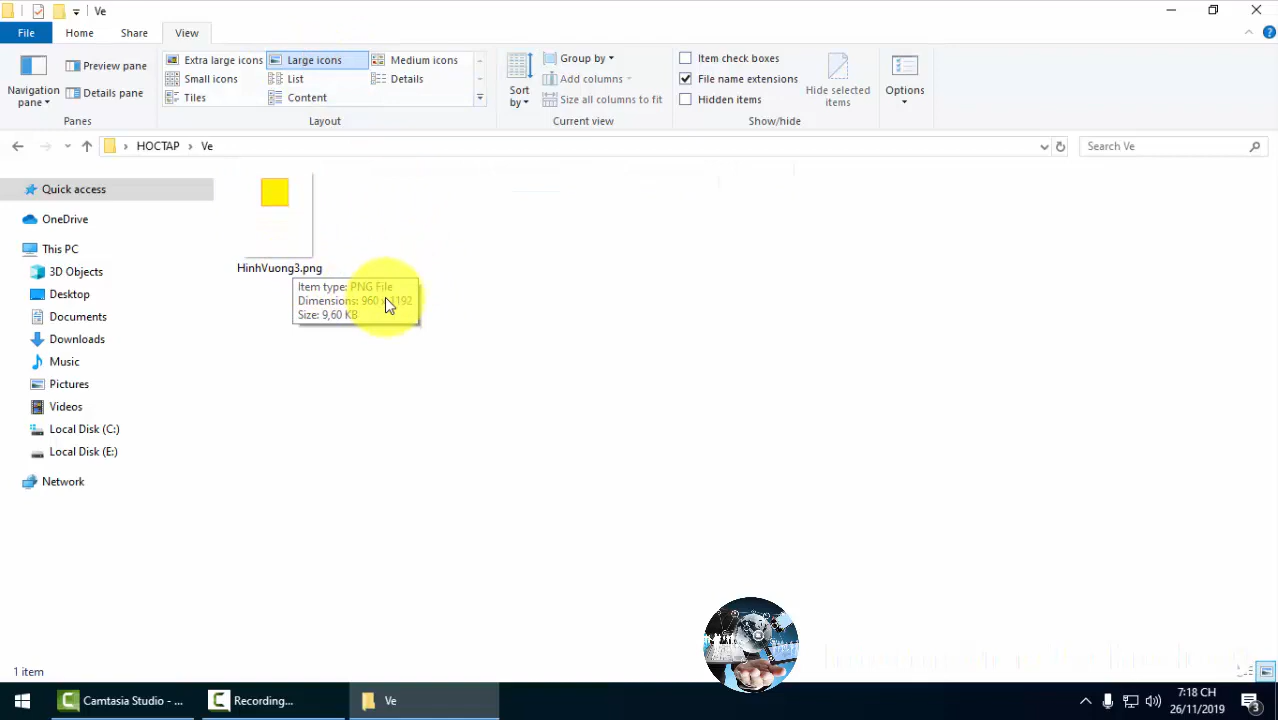 Ve
File Home Share View
Navigation pane
Preview pane
Details pane
Panes
Extra large icons Large icons Medium icons
Small icons List Details
Tiles Content
Layout
Sort by
Group by
Add columns
Size all columns to fit
Current view
Item check boxes
File name extensions
Hidden items
Hide selected items
Show/hide
Options
HOCTAP Ve
Search Ve
Quick access
OneDrive
This PC
3D Objects
Desktop
Documents
Downloads
Music
Pictures
Videos
Local Disk (C:)
Local Disk (E:)
Network
HinhVuong3.png
Item type: PNG File
Dimensions: 960 x 1192
Size: 9,60 KB
1 item
Camtasia Studio - ...
Recording...
Ve
7:18 CH
26/11/2019
3